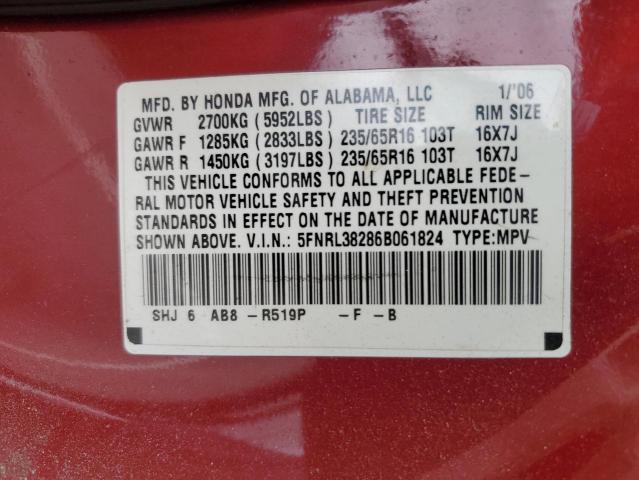 MFD. BY HONDA MFG. OF ALABAMA, LLC 1/'06
GVWR 2700KG (5952LBS) TIRE SIZE RIM SIZE
GAWR F 1285KG (2833LBS) 235/65R16 103T 16X7J
GAWR R 1450KG (3197LBS) 235/65R16 103T 16X7J
THIS VEHICLE CONFORMS TO ALL APPLICABLE FEDE-
RAL MOTOR VEHICLE SAFETY AND THEFT PREVENTION
STANDARDS IN EFFECT ON THE DATE OF MANUFACTURE
SHOWN ABOVE. V.I.N.: 5FNRL38286B061824 TYPE:MPV
SHJ 6 AB8 -R519P -F -B